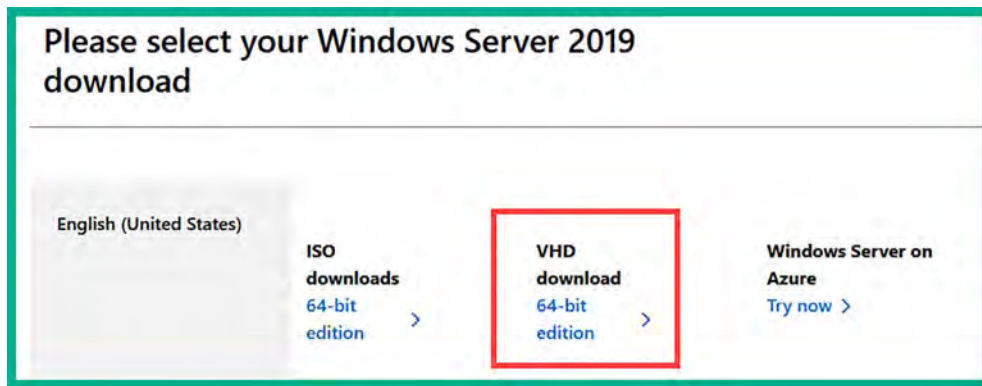 Please select your Windows Server 2019
download
English (United States)
ISO
downloads
64-bit
edition
VHD
download
64-bit
edition
Windows Server on
Azure
Try now